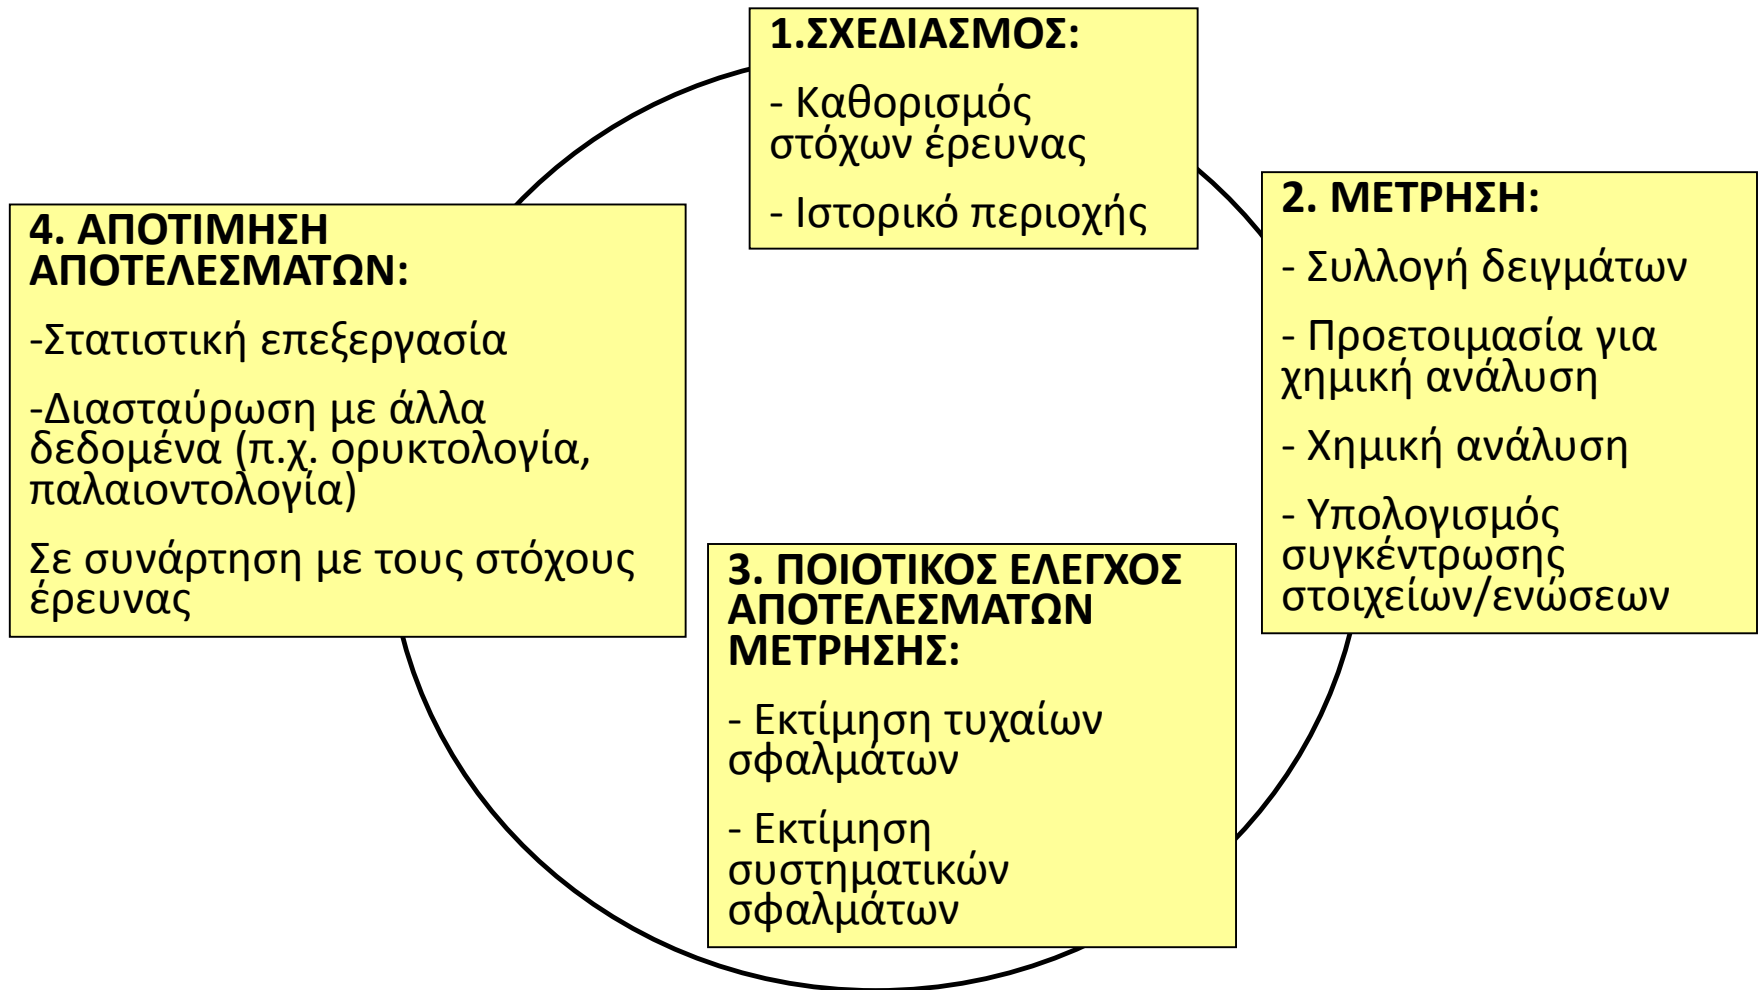 1.ΣΧΕΔΙΑΣΜΟΣ:
- Καθορισμός
στόχων έρευνας
- Ιστορικό περιοχής
2. ΜΕΤΡΗΣΗ:
- Συλλογή δειγμάτων
- Προετοιμασία για
χημική ανάλυση
- Χημική ανάλυση
- Υπολογισμός
συγκέντρωσης
στοιχείων/ενώσεων
3. ΠΟΙΟΤΙΚΟΣ ΕΛΕΓΧΟΣ
ΑΠΟΤΕΛΕΣΜΑΤΩΝ
ΜΕΤΡΗΣΗΣ:
- Εκτίμηση τυχαίων
σφαλμάτων
- Εκτίμηση
συστηματικών
σφαλμάτων
4. ΑΠΟΤΙΜΗΣΗ
ΑΠΟΤΕΛΕΣΜΑΤΩΝ:
-Στατιστική επεξεργασία
-Διασταύρωση με άλλα
δεδομένα (π.χ. ορυκτολογία,
παλαιοντολογία)
Σε συνάρτηση με τους στόχους
έρευνας